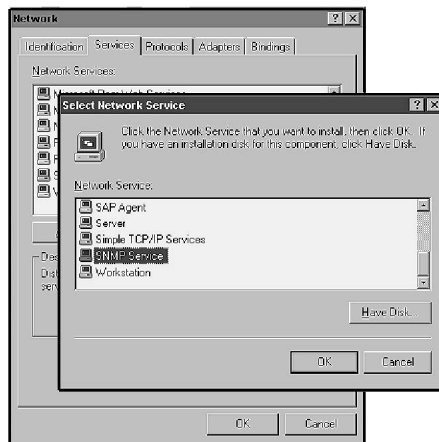 Network
Identification Services Protocols Adapters Bindings
Network Services:
Select Network Service
Click the Network Service that you want to install, then click OK. If
you have an installation disk for this component, click Have Disk.
Network Service:
SAP Agent
Server
Simple TCP/IP Services
SNMP Service
Workstation
Have Disk...
OK Cancel
OK Cancel